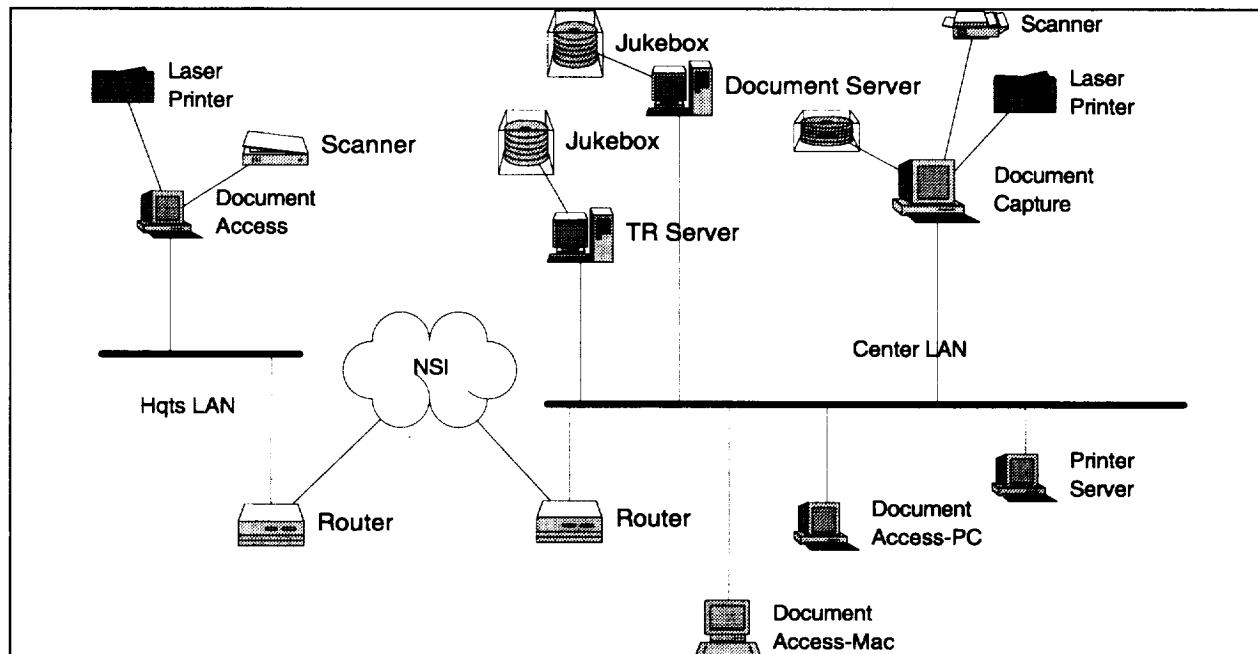 Scanner
Jukebox
Laser
Printer
Document Server
Laser
Printer
Scanner
Jukebox
Document
Access
Document
Capture
TR Server
Center LAN
NSI
Hqts LAN
Printer
Server
Router
Router
Document
Access-PC
Document
Access-Mac